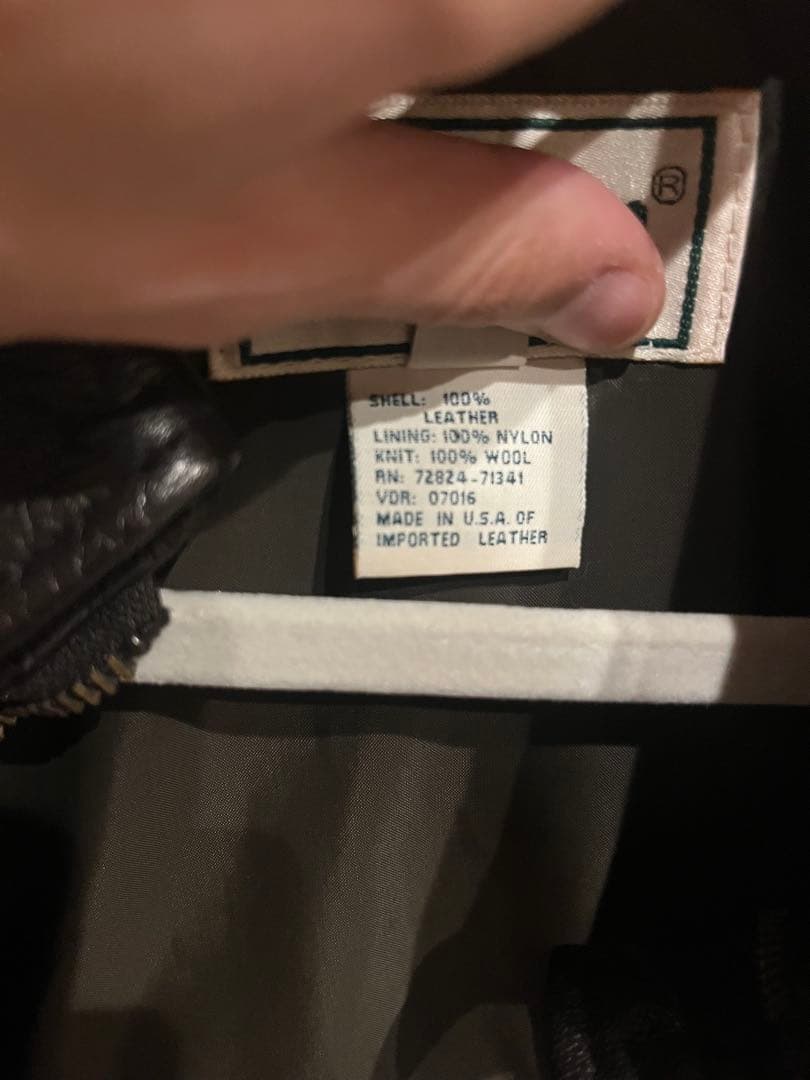 ®
SHELL: 100%
LEATHER
LINING: 100% NYLON
KNIT: 100% WOOL
RN: 72824-71341
VDR: 07016
MADE IN U.S.A. OF
IMPORTED LEATHER